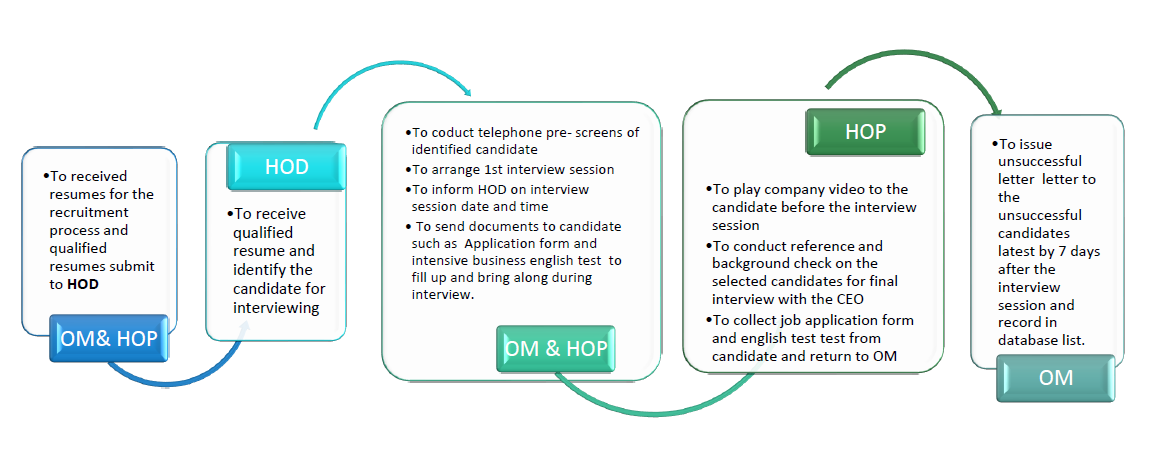 •To received
resumes for the
recruitment
process and
qualified
resumes submit
to HOD
OM& HOP
HOD
•To receive
qualified
resume and
identify the
candidate for
interviewing
•To coduct telephone pre- screens of
identified candidate
•To arrange 1st interview session
•To inform HOD on interview
session date and time
• To send documents to candidate
such as Application form and
intensive business english test to
fill up and bring along during
interview.
OM & HOP
HOP
•To play company video to the
candidate before the interview
session
•To conduct reference and
background check on the
selected candidates for final
interview with the CEO
•To collect job application form
and english test test from
candidate and return to OM
•To issue
unsuccessful
letter letter to
the
unsuccessful
candidates
latest by 7 days
after the
interview
session and
record in
database list.
OM